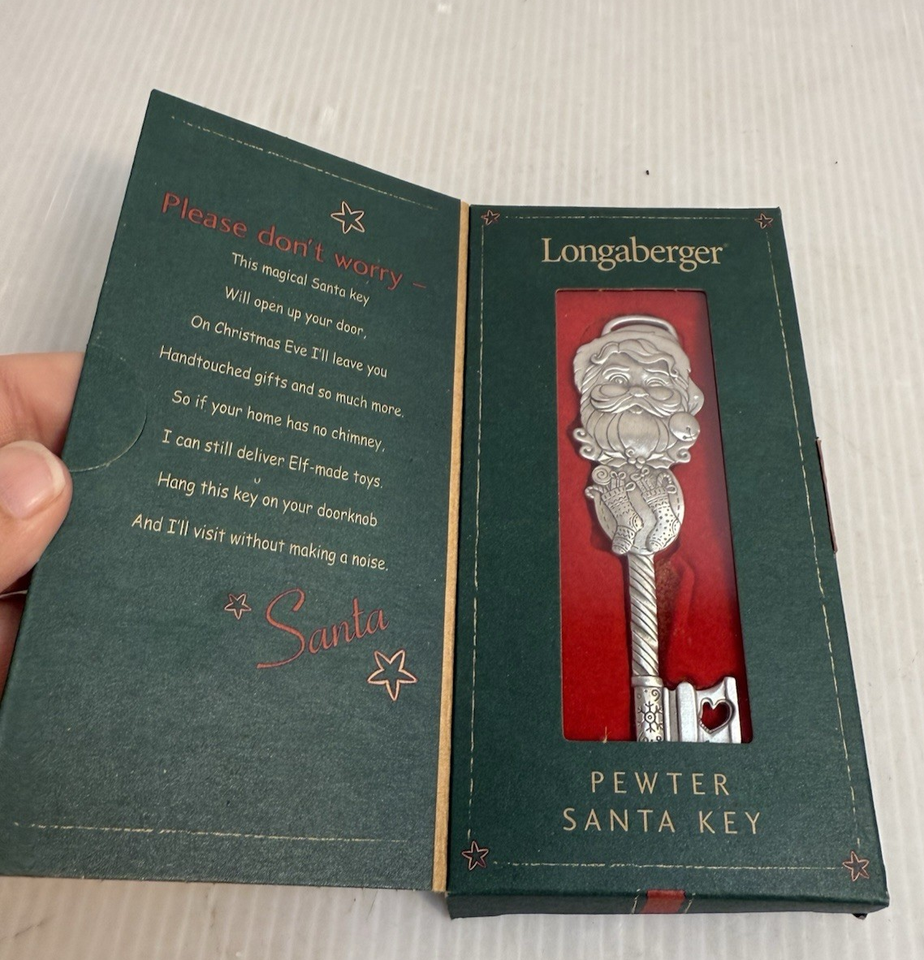 Please don't worry –
This magical Santa key
Will open up your door,
On Christmas Eve I'll leave you
Handtouched gifts and so much more.
So if your home has no chimney,
I can still deliver Elf-made toys.
Hang this key on your doorknob
And I'll visit without making a noise.
Santa
Longaberger®
PEWTER
SANTA KEY